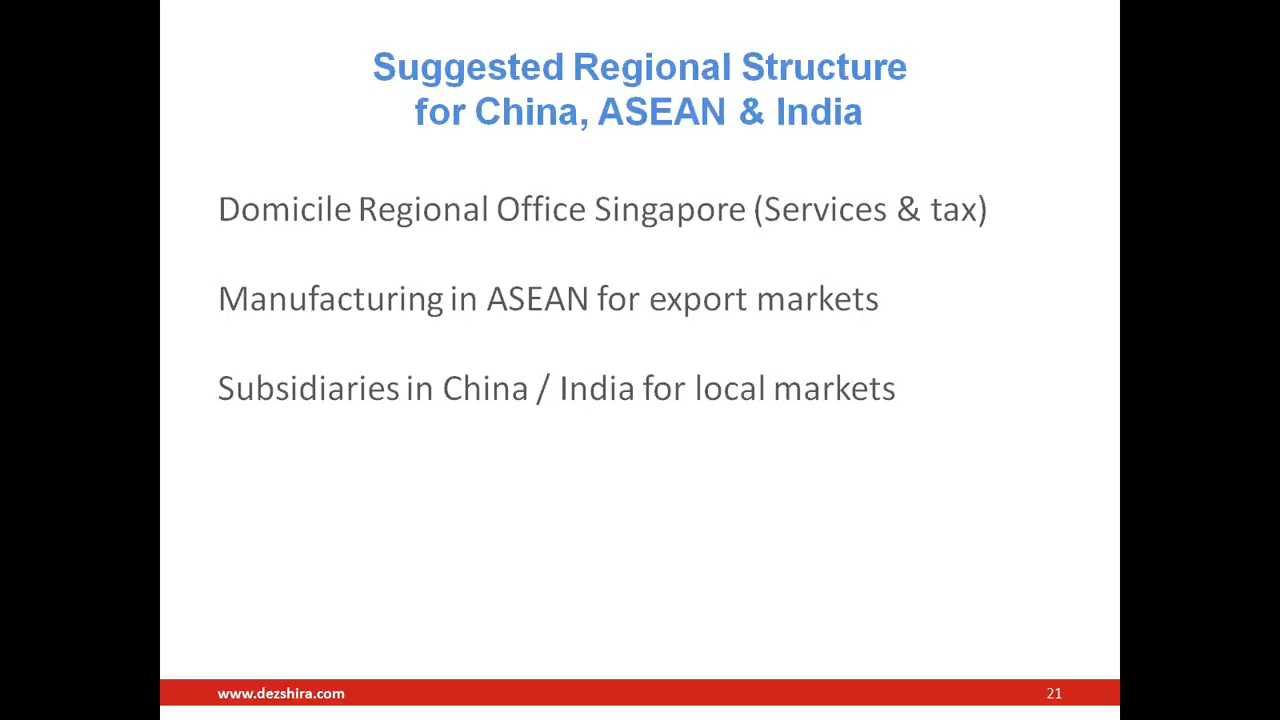 Suggested Regional Structure
for China, ASEAN & India
Domicile Regional Office Singapore (Services & tax)
Manufacturing in ASEAN for export markets
Subsidiaries in China / India for local markets
www.dezshira.com
21